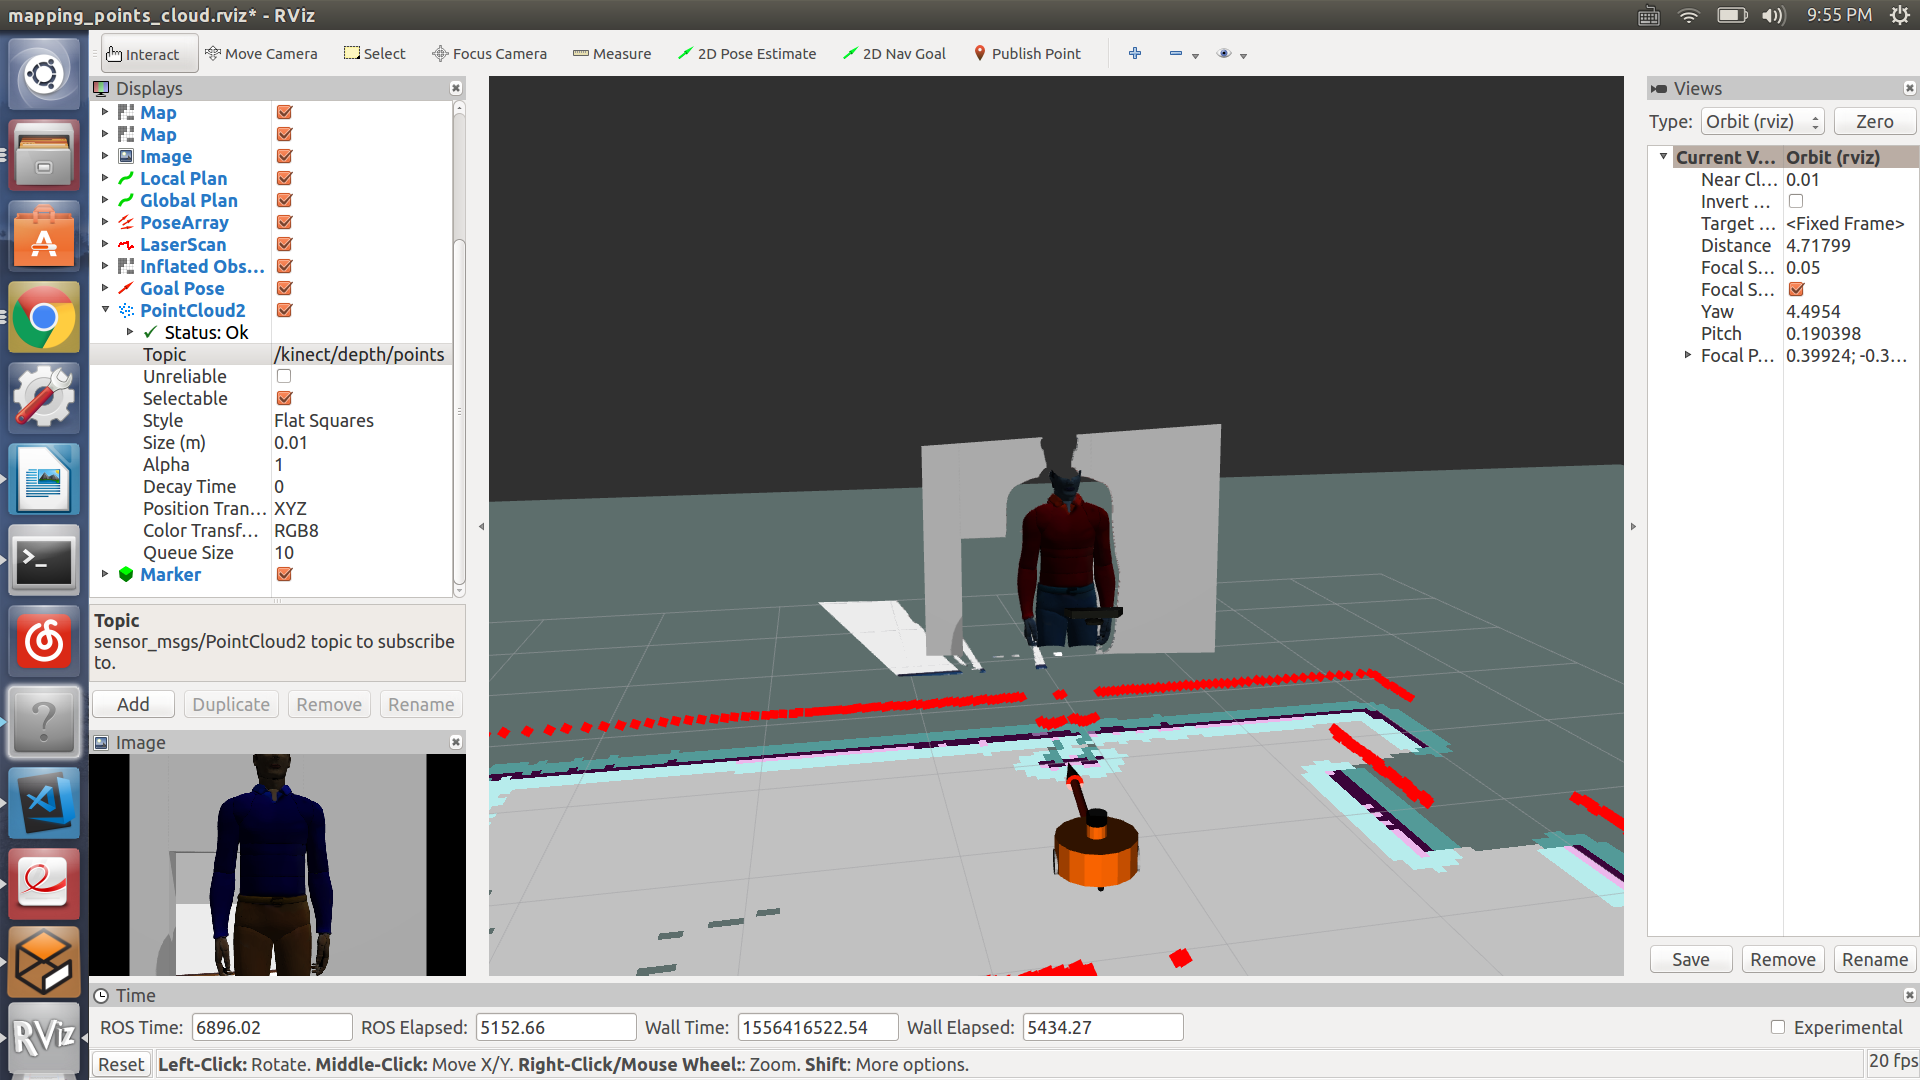 mapping_points_cloud.rviz* - RViz
9:55 PM
Interact Move Camera Select Focus Camera Measure 2D Pose Estimate 2D Nav Goal Publish Point
Displays
Map
Map
Image
Local Plan
Global Plan
PoseArray
LaserScan
Inflated Obs...
Goal Pose
PointCloud2
Status: Ok
Topic /kinect/depth/points
Unreliable
Selectable
Style Flat Squares
Size (m) 0.01
Alpha 1
Decay Time 0
Position Tran... XYZ
Color Transf... RGB8
Queue Size 10
Marker
Topic
sensor_msgs/PointCloud2 topic to subscribe
to.
Add Duplicate Remove Rename
Image
Views
Type: Orbit (rviz) Zero
Current V... Orbit (rviz)
Near Cl... 0.01
Invert ...
Target ... <Fixed Frame>
Distance 4.71799
Focal S... 0.05
Focal S...
Yaw 4.4954
Pitch 0.190398
Focal P... 0.39924; -0.3...
Save Remove Rename
Time
ROS Time: 6896.02 ROS Elapsed: 5152.66 Wall Time: 1556416522.54 Wall Elapsed: 5434.27 Experimental
Reset Left-Click: Rotate. Middle-Click: Move X/Y. Right-Click/Mouse Wheel:: Zoom. Shift: More options. 20 fps
RViz